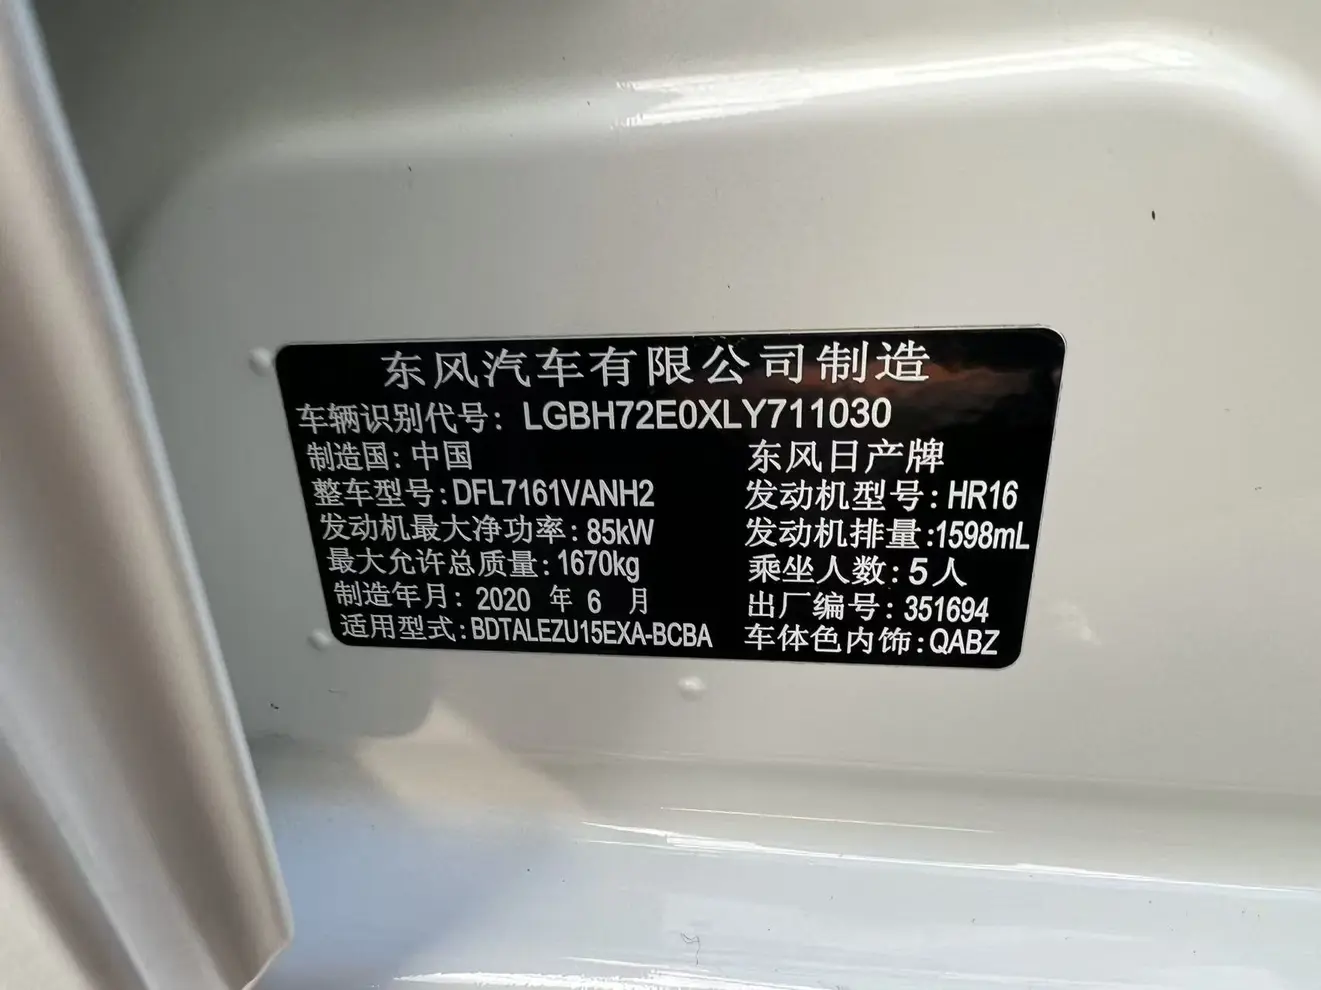 东风汽车有限公司制造
车辆识别代号: LGBH72E0XLY711030
制造国: 中国 东风日产牌
整车型号: DFL7161VANH2 发动机型号: HR16
发动机最大净功率: 85kW 发动机排量: 1598mL
最大允许总质量: 1670kg 乘坐人数: 5人
制造年月: 2020 年 6 月 出厂编号: 351694
适用型式: BDTALEZU15EXA-BCBA 车体色内饰: QABZ